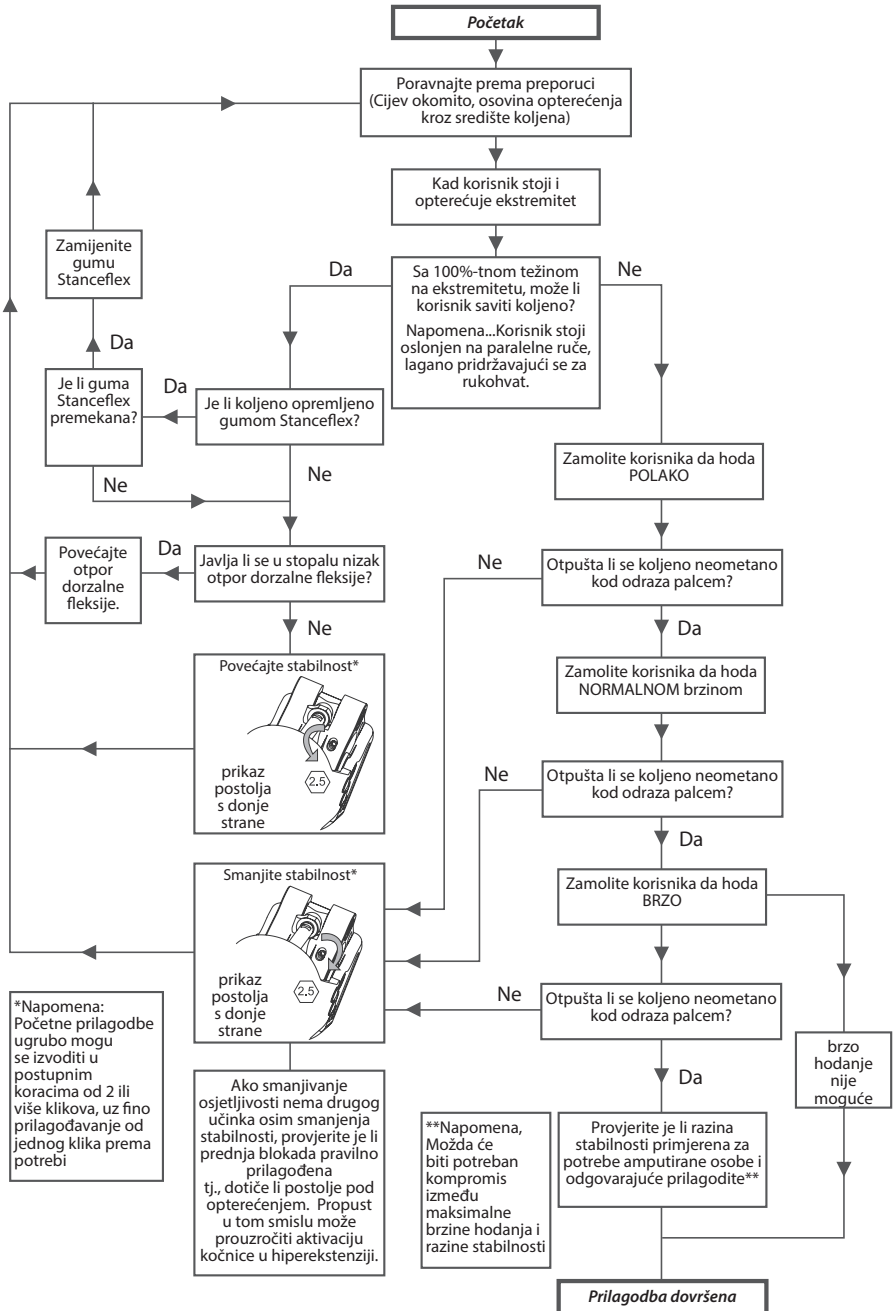 Početak
Poravnajte prema preporuci
(Cijev okomito, osovina opterećenja
kroz središte koljena)
Kad korisnik stoji i
opterećuje ekstremitet
Sa 100%-tnom težinom
na ekstremitetu, može li
korisnik saviti koljeno?
Napomena...Korisnik stoji
oslonjen na paralelne ruče,
lagano pridržavajući se za
rukohvat.
Da
Ne
Zamijenite
gumu
Stanceflex
Da
Je li guma
Stanceflex
premekana?
Da
Je li koljeno opremljeno
gumom Stanceflex?
Ne
Ne
Povećajte
otpor
dorzalne
fleksije.
Da
Javlja li se u stopalu nizak
otpor dorzalne fleksije?
Ne
Povećajte stabilnost*
prikaz
postolja
s donje
strane
2.5
Smanjite stabilnost*
prikaz
postolja
s donje
strane
2.5
Zamolite korisnika da hoda
POLAKO
Ne
Otpušta li se koljeno neometano
kod odraza palcem?
Da
Zamolite korisnika da hoda
NORMALNOM brzinom
Ne
Otpušta li se koljeno neometano
kod odraza palcem?
Da
Zamolite korisnika da hoda
BRZO
Ne
Otpušta li se koljeno neometano
kod odraza palcem?
Da
brzo
hodanje
nije
moguće
*Napomena:
Početne prilagodbe
ugrubo mogu
se izvoditi u
postupnim
koracima od 2 ili
više klikova, uz fino
prilagođavanje od
jednog klika prema
potrebi
Ako smanjivanje
osjetljivosti nema drugog
učinka osim smanjenja
stabilnosti, provjerite je li
prednja blokada pravilno
prilagođena
tj., dotiče li postolje pod
opterećenjem. Propust
u tom smislu može
prouzročiti aktivaciju
kočnice u hiperekstenziji.
**Napomena,
Možda će
biti potreban
kompromis
između
maksimalne
brzine hodanja i
razine stabilnosti
Provjerite je li razina
stabilnosti primjerena za
potrebe amputirane osobe i
odgovarajuće prilagodite**
Prilagodba dovršena